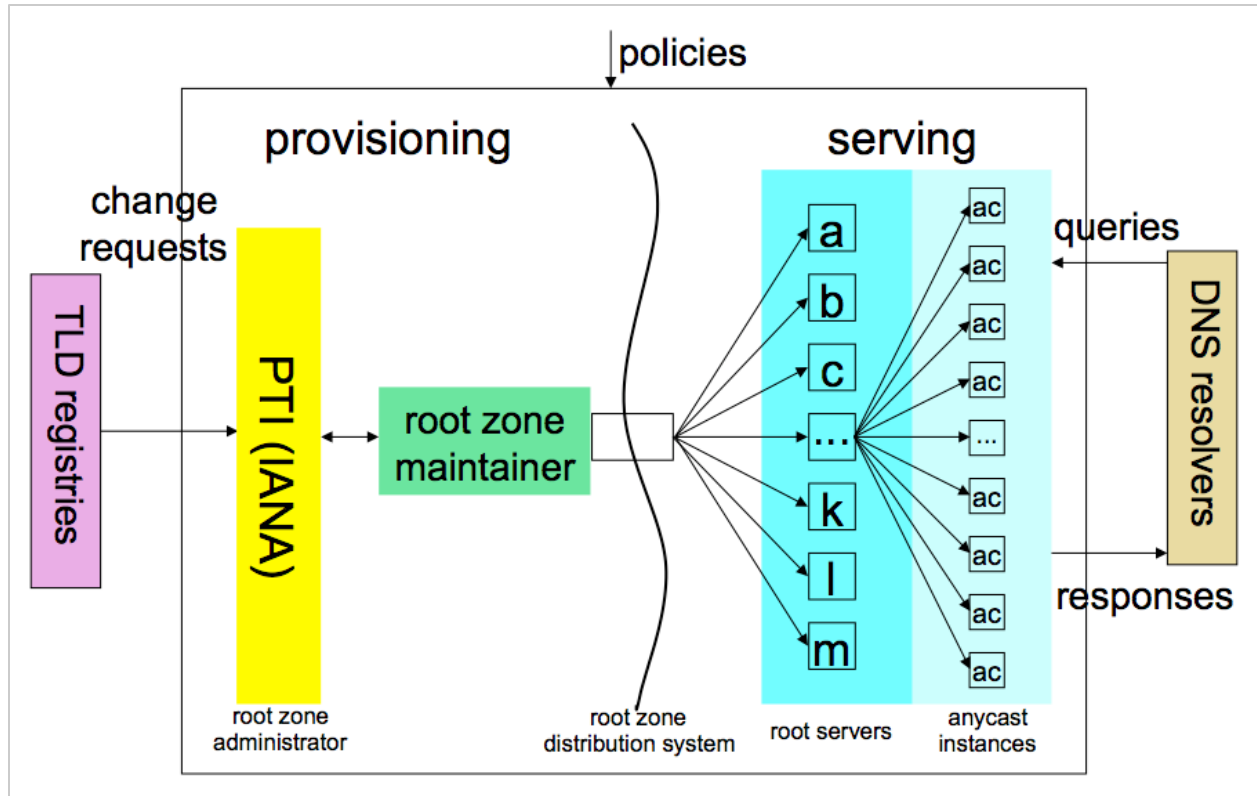 policies
provisioning
serving
change
requests
TLD registries
PTI (IANA)
root zone
maintainer
a
b
c
...
k
l
m
ac
ac
ac
ac
...
ac
ac
ac
ac
queries
DNS resolvers
responses
root zone
administrator
root zone
distribution system
root servers
anycast
instances